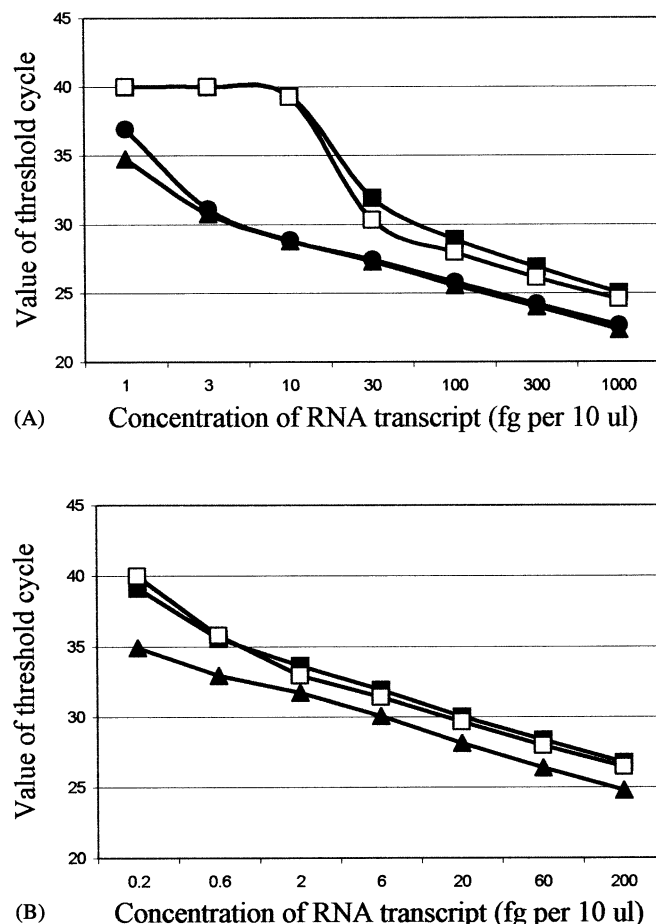 45
40
35
30
25
20
Value of threshold cycle
1 3 10 30 100 300 1000
(A) Concentration of RNA transcript (fg per 10 ul)
45
40
35
30
25
20
Value of threshold cycle
0.2 0.6 2 6 20 60 200
(B) Concentration of RNA transcript (fg per 10 ul)